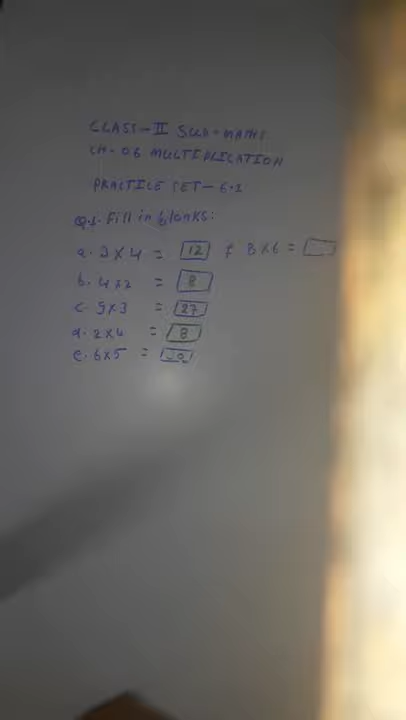 CLASS-II SUB-MATHS
CH-06 MULTIPLICATION
PRACTICE SET-6.1
Q.1. Fill in blanks:
a. 3 X 4 = 12 f 8 X 6 =
b. 4 x 2 = 8
c. 9 x 3 = 27
d. 2 x 4 = 8
e. 6 x 5 = 30